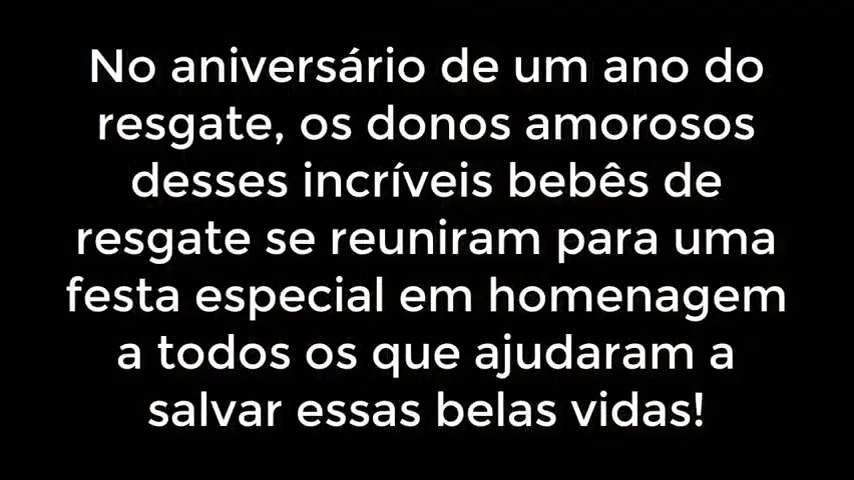 No aniversário de um ano do
resgate, os donos amorosos
desses incríveis bebês de
resgate se reuniram para uma
festa especial em homenagem
a todos os que ajudaram a
salvar essas belas vidas!